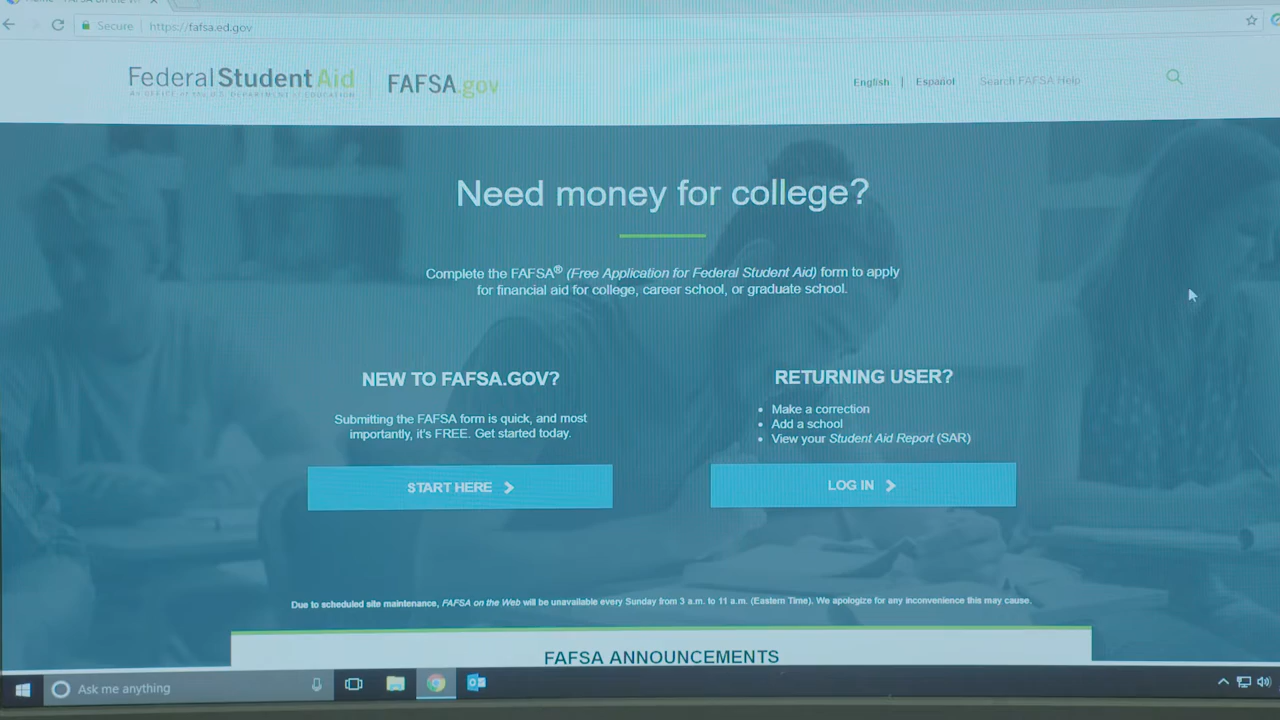 Secure https://fafsa.ed.gov
Federal Student Aid
FAFSA.gov
English | Español Search FAFSA Help
Need money for college?
Complete the FAFSA® (Free Application for Federal Student Aid) form to apply
for financial aid for college, career school, or graduate school.
NEW TO FAFSA.GOV?
Submitting the FAFSA form is quick, and most
importantly, it's FREE. Get started today.
START HERE
RETURNING USER?
• Make a correction
• Add a school
• View your Student Aid Report (SAR)
LOG IN
Due to scheduled site maintenance, FAFSA on the Web will be unavailable every Sunday from 3 a.m. to 11 a.m. (Eastern Time). We apologize for any inconvenience this may cause.
FAFSA ANNOUNCEMENTS
Ask me anything